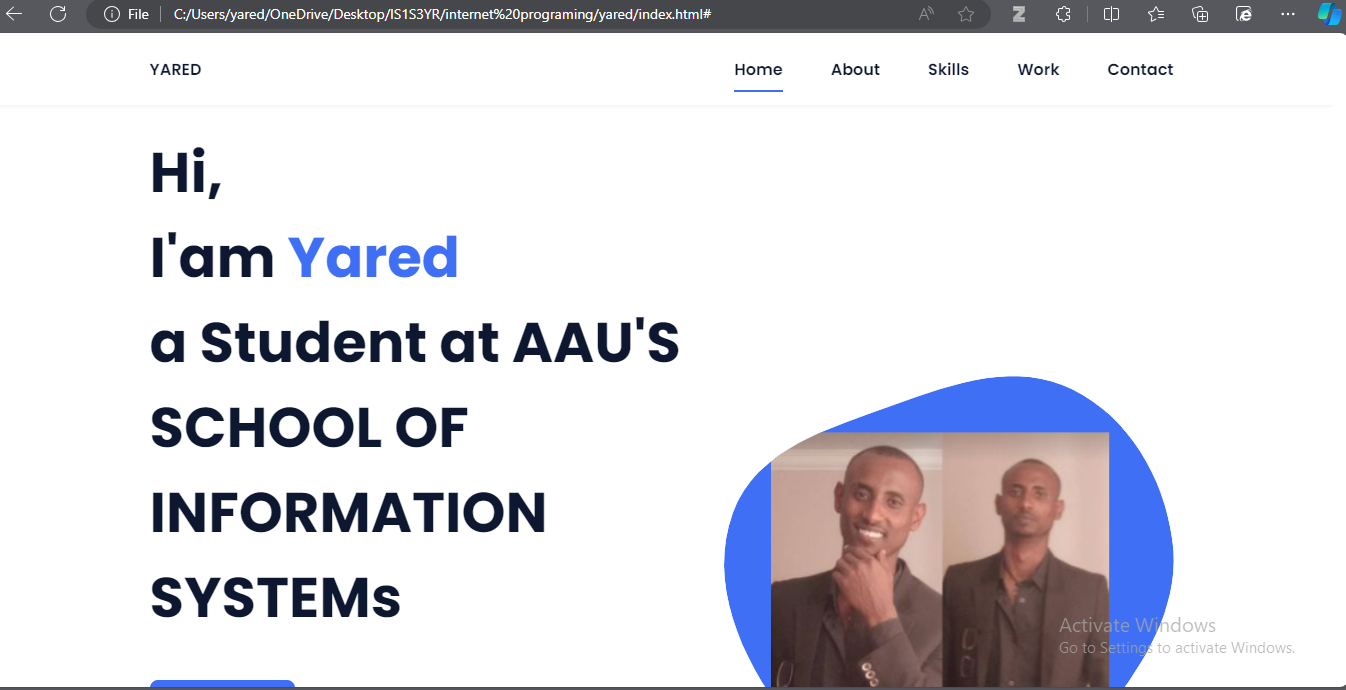 File
C:/Users/yared/OneDrive/Desktop/IS1S3YR/internet%20programing/yared/index.html#
YARED
Home
About
Skills
Work
Contact
Hi,
I'am Yared
a Student at AAU'S
SCHOOL OF
INFORMATION
SYSTEMs
Activate Windows
Go to Settings to activate Windows.